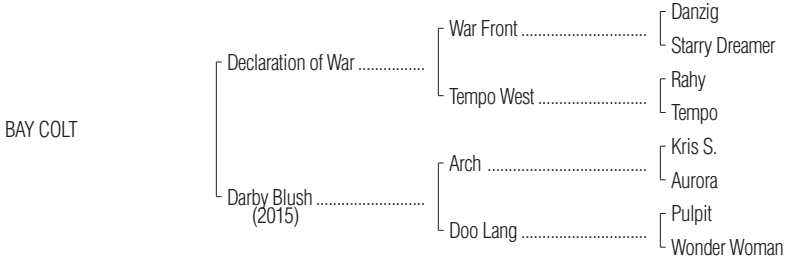 Danzig
War Front ................................
Starry Dreamer
Declaration of War .................
Rahy
Tempo West ...........................
Tempo
BAY COLT
Kris S.
Arch .......................................
Aurora
Darby Blush ...........................
(2015)
Pulpit
Doo Lang ...............................
Wonder Woman